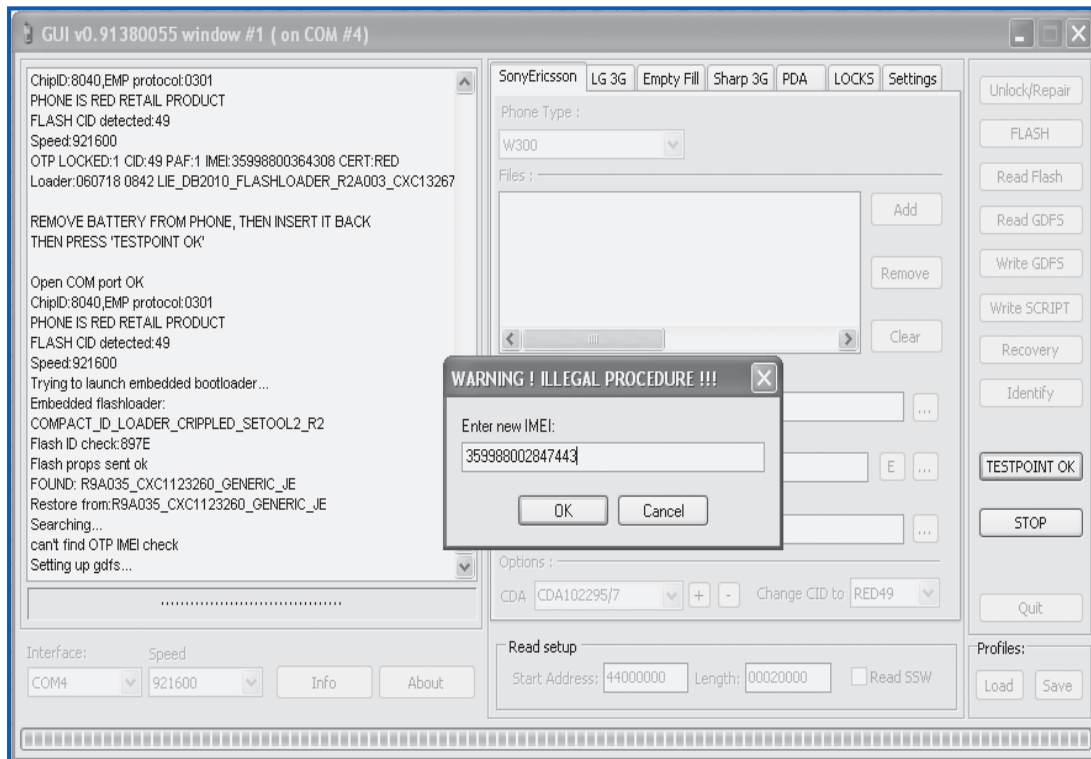 GUI v0.91380055 window #1 ( on COM #4)
ChipID:8040,EMP protocol:0301
PHONE IS RED RETAIL PRODUCT
FLASH CID detected:49
Speed:921600
OTP LOCKED:1 CID:49 PAF:1 IMEI:35998800364308 CERT:RED
Loader:060718 0842 LIE_DB2010_FLASHLOADER_R2A003_CXC13267
REMOVE BATTERY FROM PHONE, THEN INSERT IT BACK
THEN PRESS 'TESTPOINT OK'
Open COM port OK
ChipID:8040,EMP protocol:0301
PHONE IS RED RETAIL PRODUCT
FLASH CID detected:49
Speed:921600
Trying to launch embedded bootloader...
Embedded flashloader:
COMPACT_ID_LOADER_CRIPPLED_SETOOL2_R2
Flash ID check:897E
Flash props sent ok
FOUND: R9A035_CXC1123260_GENERIC_JE
Restore from:R9A035_CXC1123260_GENERIC_JE
Searching...
can't find OTP IMEI check
Setting up gdfs...
Interface:
Speed
COM4
921600
Info
About
SonyEricsson
LG 3G
Empty Fill
Sharp 3G
PDA
LOCKS
Settings
Phone Type :
W300
Files :
Add
Remove
Clear
WARNING ! ILLEGAL PROCEDURE !!!
Enter new IMEI:
359988002847443
OK
Cancel
...
E
...
...
Options :
CDA
CDA102295/7
+
-
Change CID to
RED49
Read setup
Start Address:
44000000
Length:
00020000
Read SSW
Unlock/Repair
FLASH
Read Flash
Read GDFS
Write GDFS
Write SCRIPT
Recovery
Identify
TESTPOINT OK
STOP
Quit
Profiles:
Load
Save